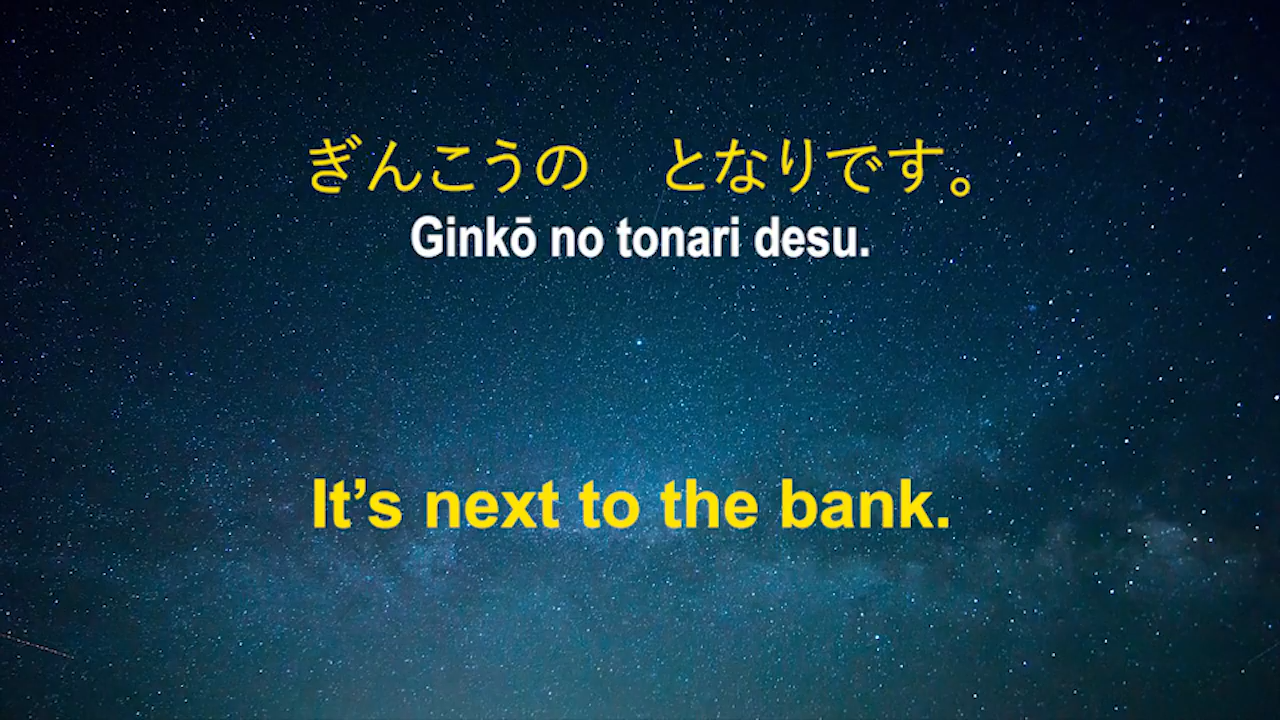 ぎんこうの　となりです。
Ginkō no tonari desu.
It’s next to the bank.